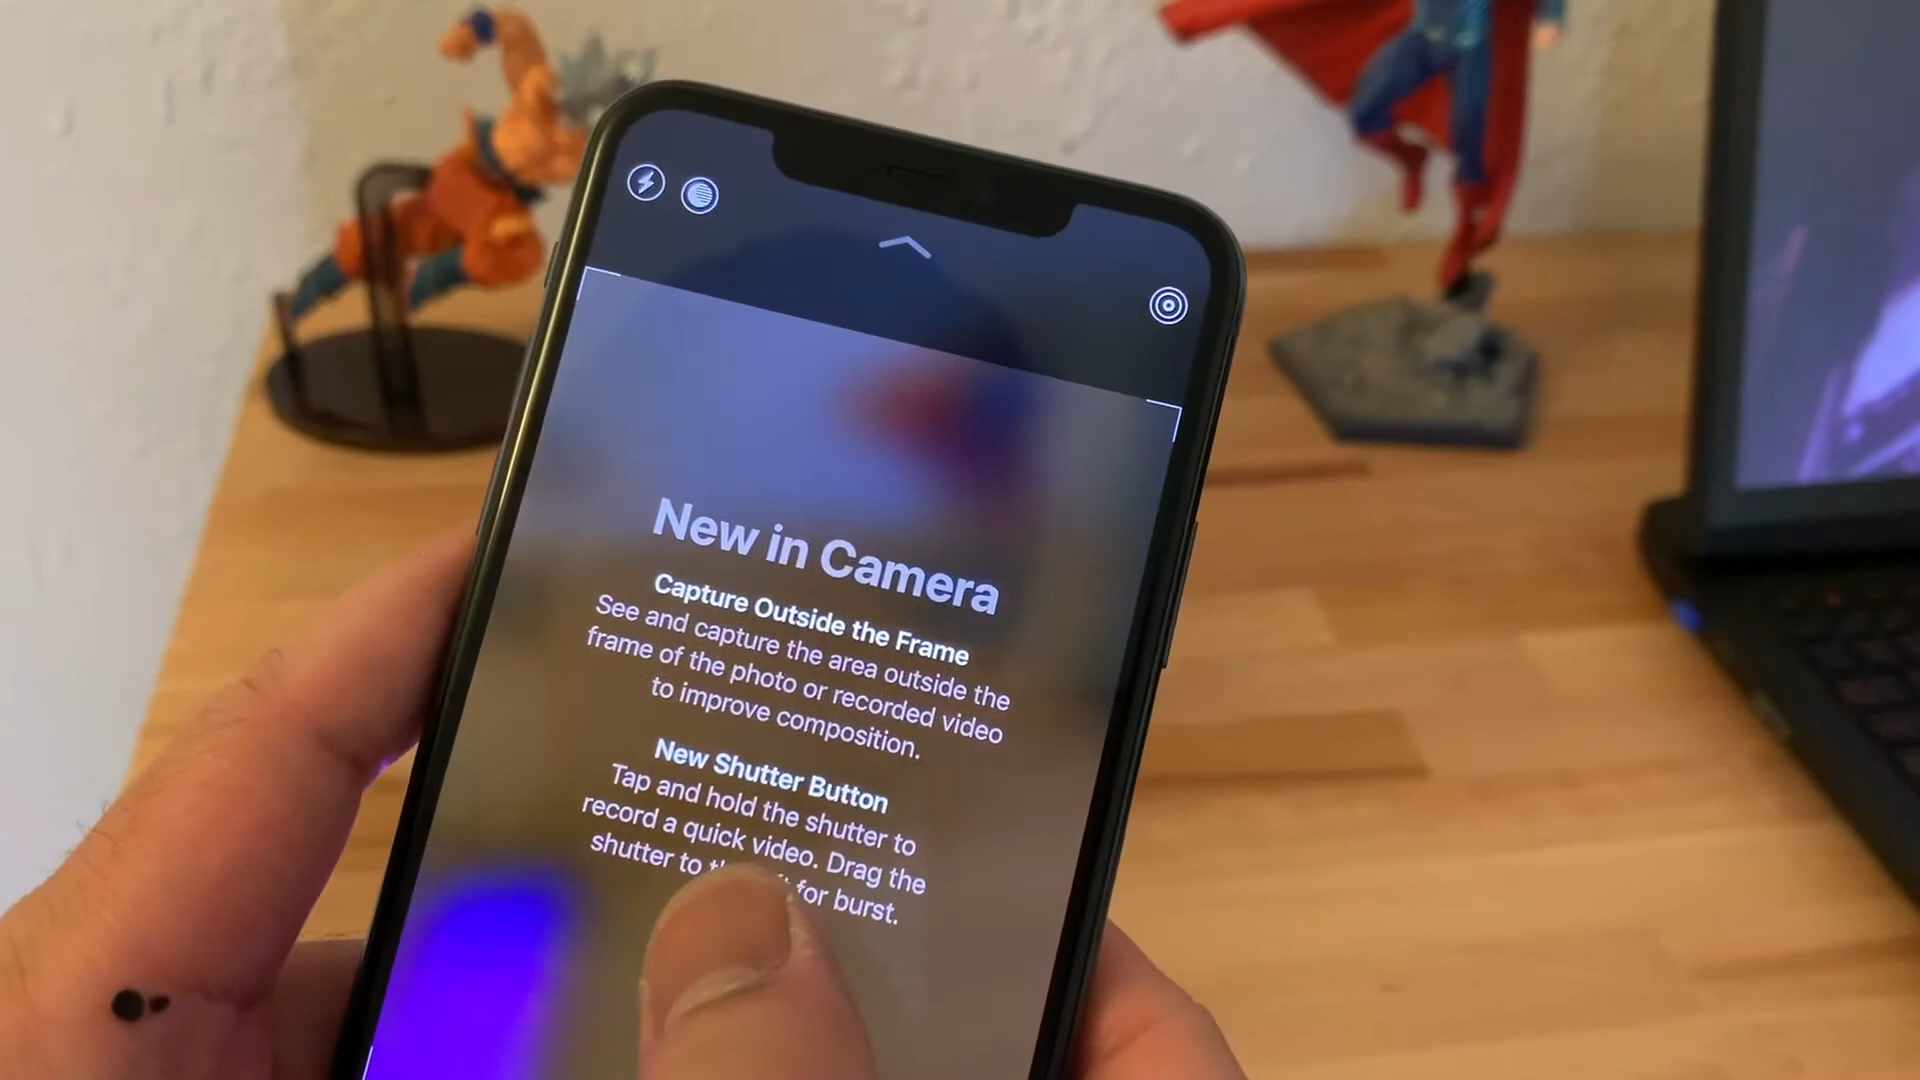 New in Camera
Capture Outside the Frame
See and capture the area outside the
frame of the photo or recorded video
to improve composition.
New Shutter Button
Tap and hold the shutter to
record a quick video. Drag the
shutter to for burst.